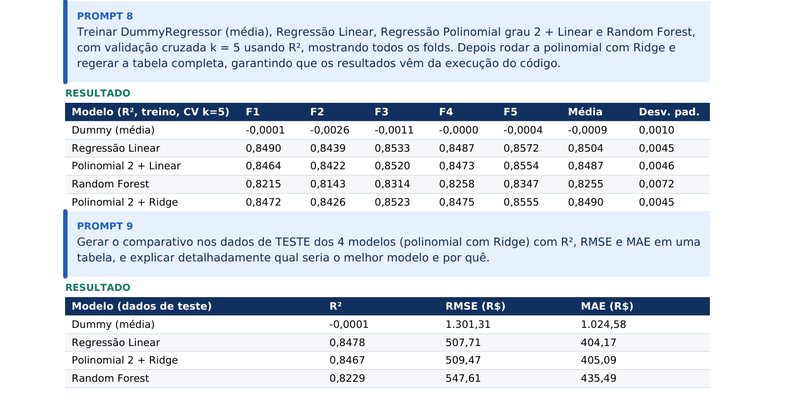 PROMPT 8
Treinar DummyRegressor (média), Regressão Linear, Regressão Polinomial grau 2 + Linear e Random Forest,
com validação cruzada k = 5 usando R², mostrando todos os folds. Depois rodar a polinomial com Ridge e
regerar a tabela completa, garantindo que os resultados vêm da execução do código.
RESULTADO
Modelo (R², treino, CV k=5) F1 F2 F3 F4 F5 Média Desv. pad.
Dummy (média) -0,0001 -0,0026 -0,0011 -0,0000 -0,0004 -0,0009 0,0010
Regressão Linear 0,8490 0,8439 0,8533 0,8487 0,8572 0,8504 0,0045
Polinomial 2 + Linear 0,8464 0,8422 0,8520 0,8473 0,8554 0,8487 0,0046
Random Forest 0,8215 0,8143 0,8314 0,8258 0,8347 0,8255 0,0072
Polinomial 2 + Ridge 0,8472 0,8426 0,8523 0,8475 0,8555 0,8490 0,0045
PROMPT 9
Gerar o comparativo nos dados de TESTE dos 4 modelos (polinomial com Ridge) com R², RMSE e MAE em uma
tabela, e explicar detalhadamente qual seria o melhor modelo e por quê.
RESULTADO
Modelo (dados de teste) R² RMSE (R$) MAE (R$)
Dummy (média) -0,0001 1.301,31 1.024,58
Regressão Linear 0,8478 507,71 404,17
Polinomial 2 + Ridge 0,8467 509,47 405,09
Random Forest 0,8229 547,61 435,49